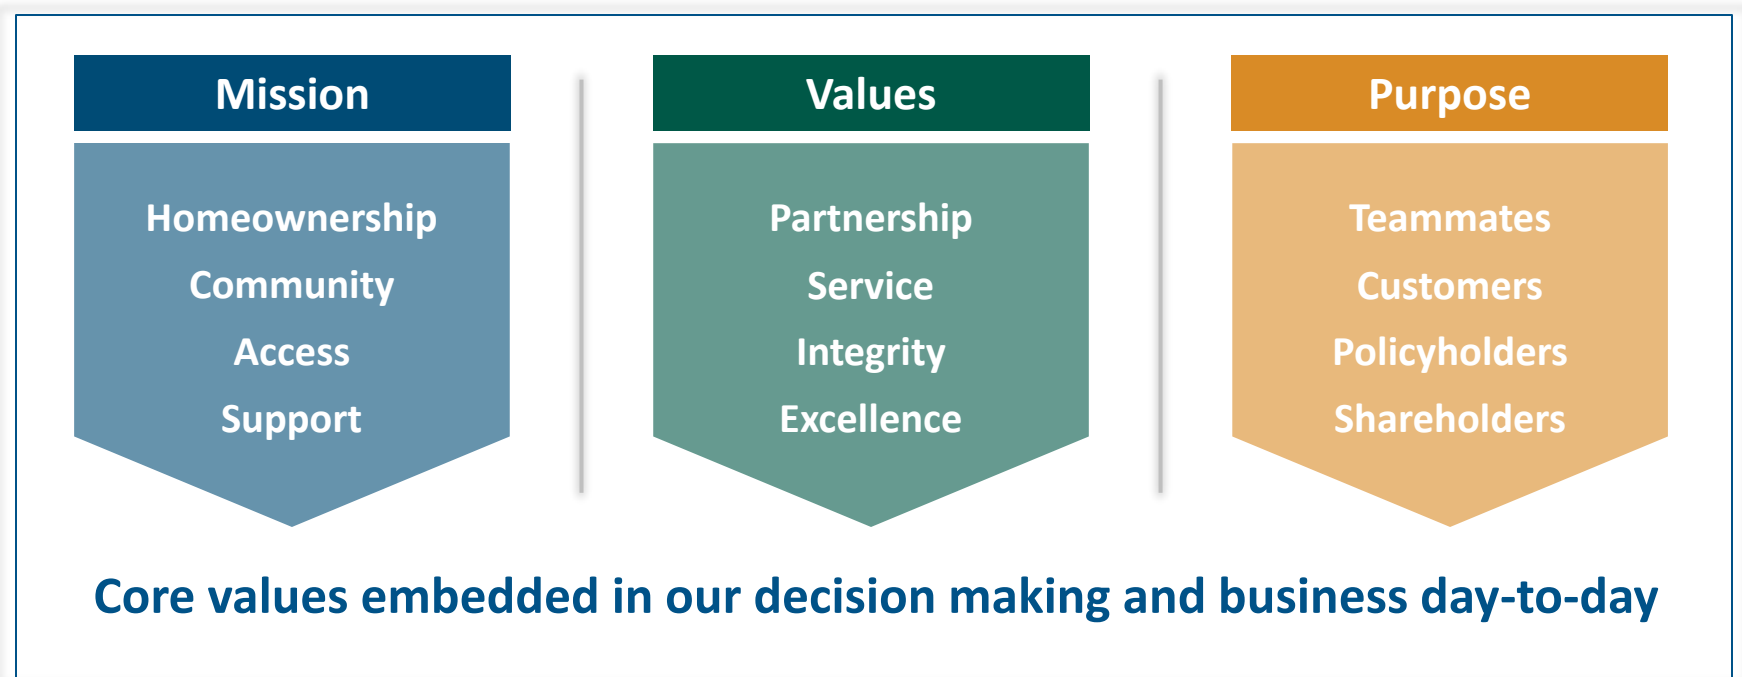 Mission
Homeownership
Community
Access
Support
Values
Partnership
Service
Integrity
Excellence
Purpose
Teammates
Customers
Policyholders
Shareholders
Core values embedded in our decision making and business day-to-day